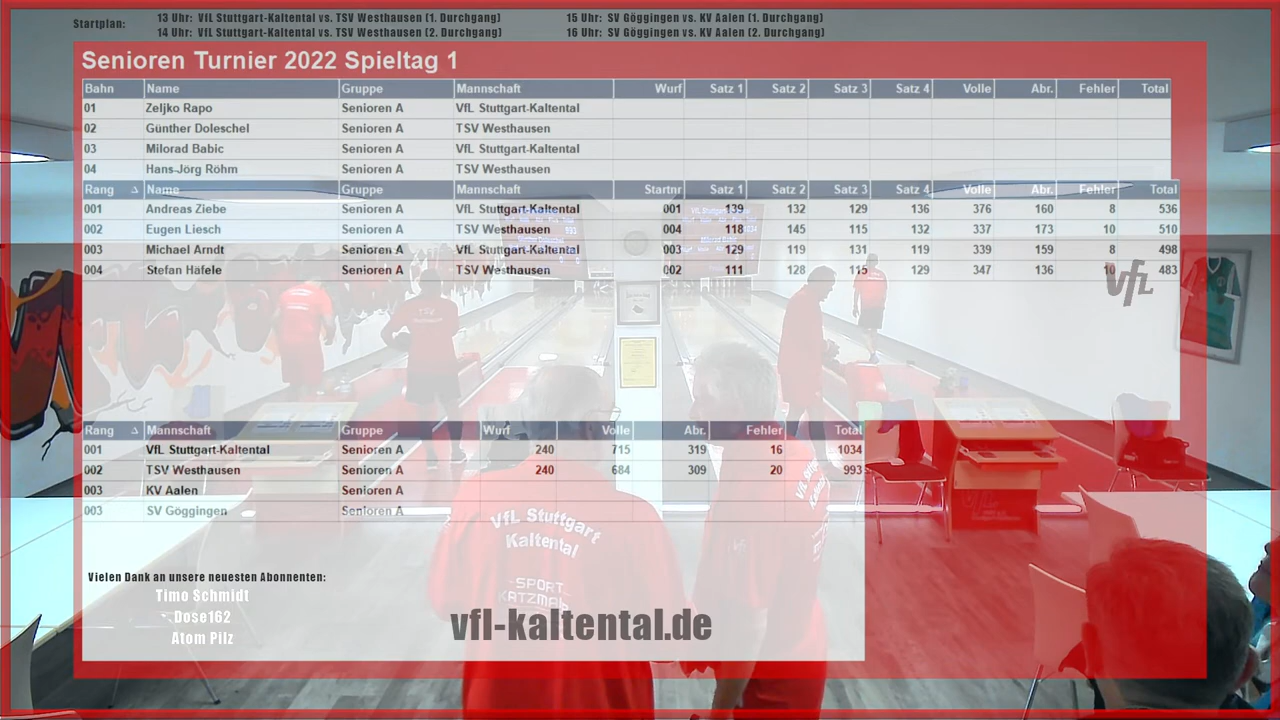 Startplan:
13 Uhr: VfL Stuttgart-Kaltental vs. TSV Westhausen (1. Durchgang)
15 Uhr: SV Göggingen vs. KV Aalen (1. Durchgang)
14 Uhr: VfL Stuttgart-Kaltental vs. TSV Westhausen (2. Durchgang)
16 Uhr: SV Göggingen vs. KV Aalen (2. Durchgang)
Senioren Turnier 2022 Spieltag 1
Bahn Name Gruppe Mannschaft Wurf Satz 1 Satz 2 Satz 3 Satz 4 Volle Abr. Fehler Total
01 Zeljko Rapo Senioren A VfL Stuttgart-Kaltental
02 Günther Doleschel Senioren A TSV Westhausen
03 Milorad Babic Senioren A VfL Stuttgart-Kaltental
04 Hans-Jörg Röhm Senioren A TSV Westhausen
Rang Name Gruppe Mannschaft Startnr Satz 1 Satz 2 Satz 3 Satz 4 Volle Abr. Fehler Total
001 Andreas Ziebe Senioren A VfL Stuttgart-Kaltental 001 139 132 129 136 376 160 8 536
002 Eugen Liesch Senioren A TSV Westhausen 004 118 145 115 132 337 173 10 510
003 Michael Arndt Senioren A VfL Stuttgart-Kaltental 003 129 119 131 119 339 159 8 498
004 Stefan Häfele Senioren A TSV Westhausen 002 111 128 115 129 347 136 10 483
VfL
Rang Mannschaft Gruppe Wurf Volle Abr. Fehler Total
001 VfL Stuttgart-Kaltental Senioren A 240 715 319 16 1034
002 TSV Westhausen Senioren A 240 684 309 20 993
003 KV Aalen Senioren A
003 SV Göggingen Senioren A
VfL Stuttgart
Kaltental
SPORT
KATZMAIER
Vielen Dank an unsere neuesten Abonnenten:
Timo Schmidt
Dose162
Atom Pilz
vfl-kaltental.de